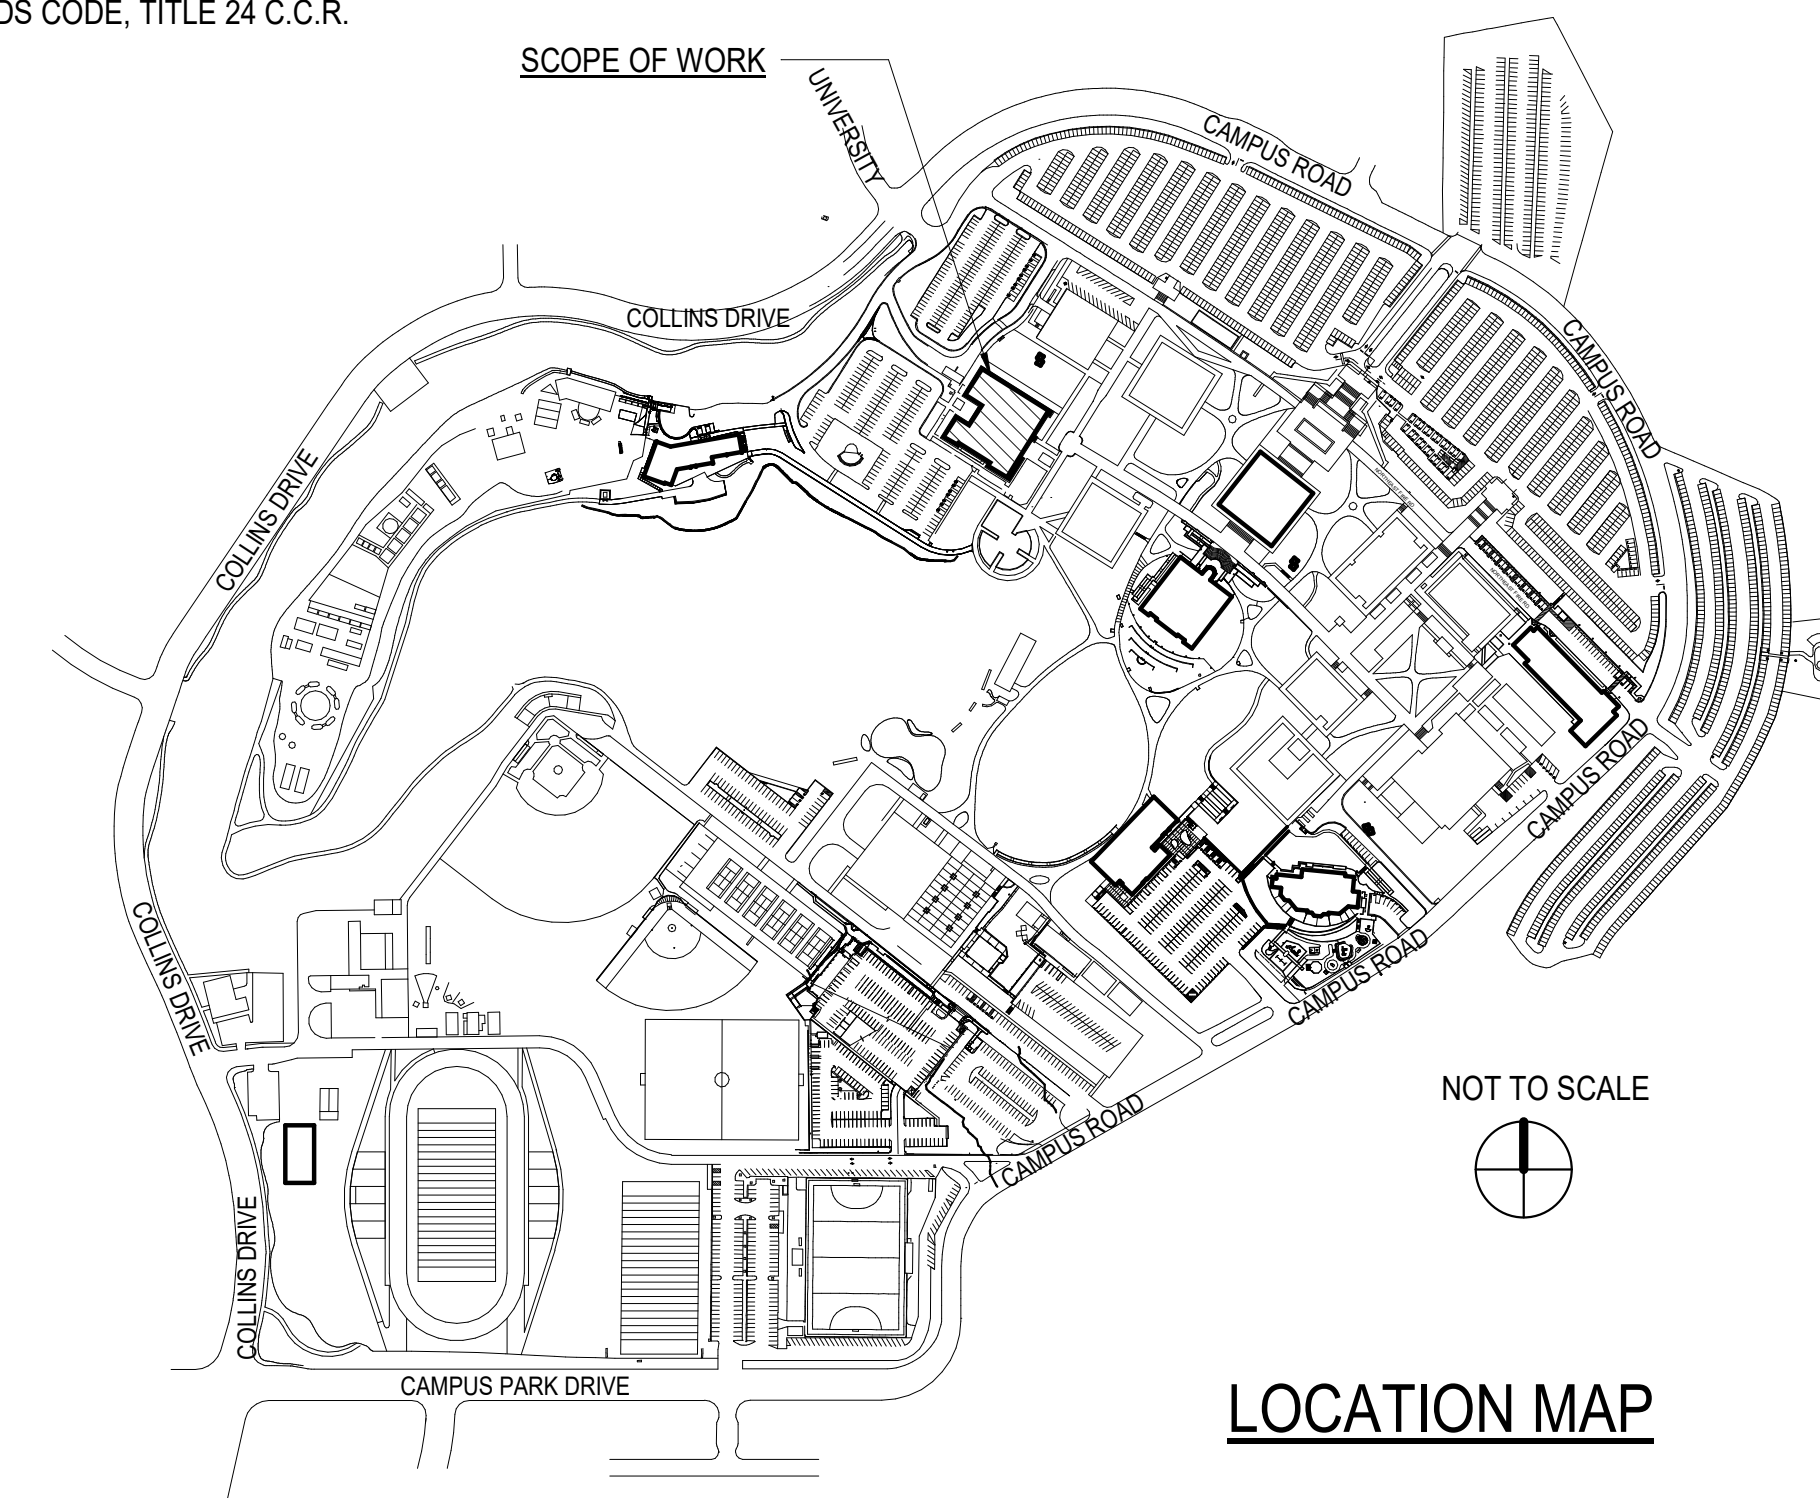 DS CODE, TITLE 24 C.C.R.
SCOPE OF WORK
UNIVERSITY
CAMPUS ROAD
COLLINS DRIVE
CAMPUS ROAD
COLLINS DRIVE
CAMPUS ROAD
COLLINS DRIVE
CAMPUS ROAD
CAMPUS ROAD
COLLINS DRIVE
NOT TO SCALE
CAMPUS PARK DRIVE
LOCATION MAP